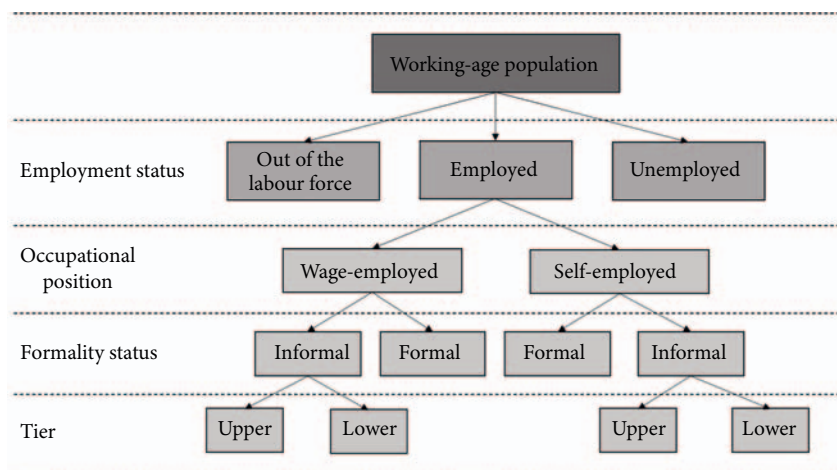 Working-age population
Employment status
Out of the
labour force
Employed
Unemployed
Occupational
position
Wage-employed
Self-employed
Formality status
Informal
Formal
Formal
Informal
Tier
Upper
Lower
Upper
Lower